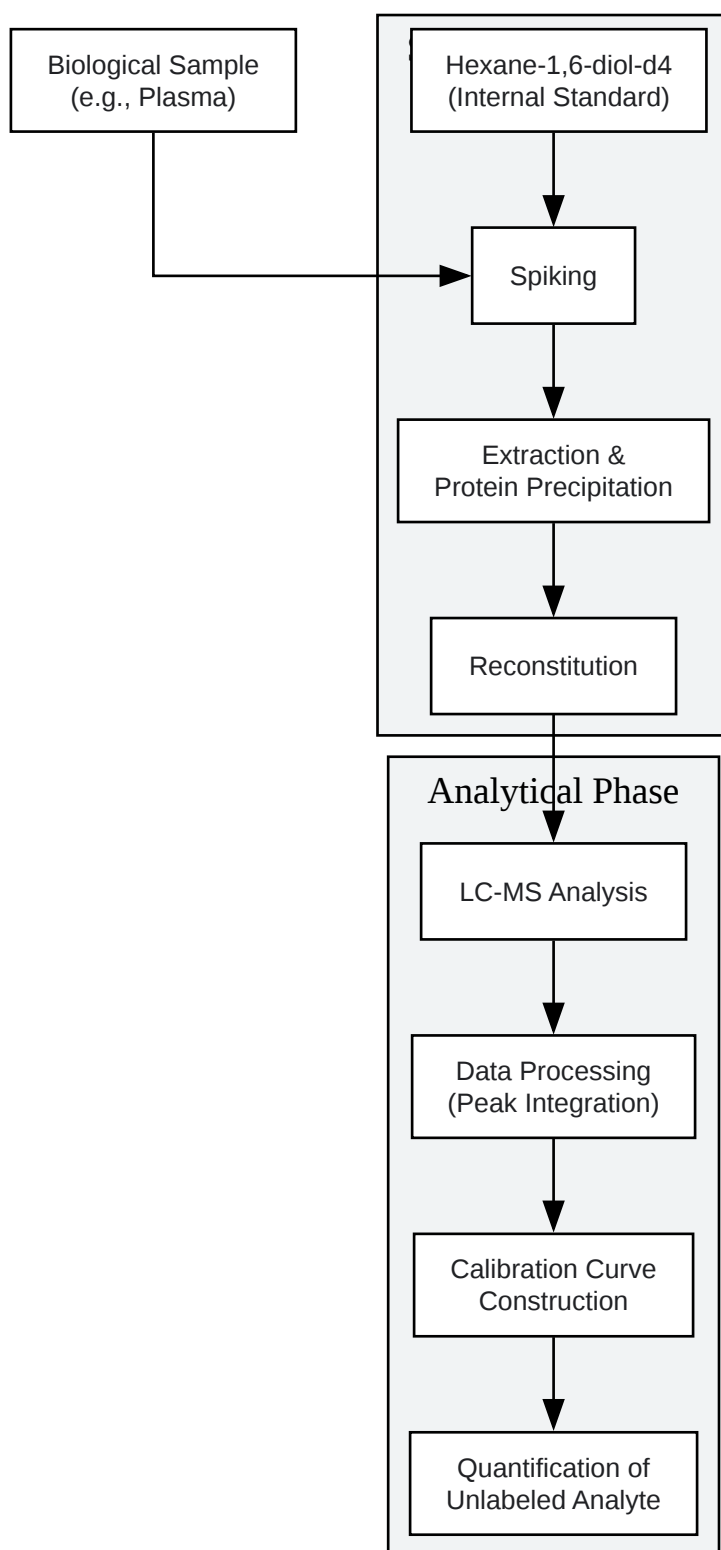 Biological Sample
(e.g., Plasma)
Hexane-1,6-diol-d4
(Internal Standard)
Spiking
Extraction &
Protein Precipitation
Reconstitution
Analytical Phase
LC-MS Analysis
Data Processing
(Peak Integration)
Calibration Curve
Construction
Quantification of
Unlabeled Analyte